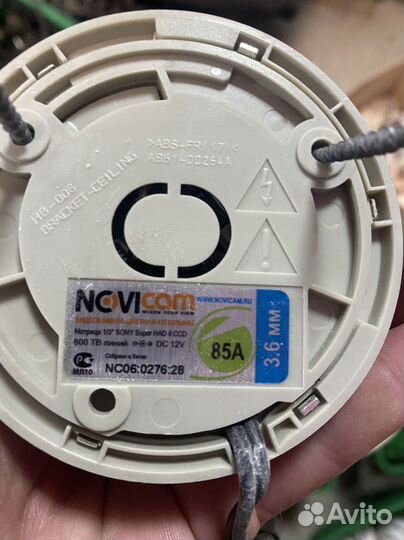 >ABS-FR(17)<
AB61-00264A
HB-006
BRACKET-CEILING
NOViCam
WIDEN YOUR VIEW
www.novicam.ru
ВИДЕОКАМЕРА ЦВЕТНАЯ КУПОЛЬНАЯ
Матрица 1/3" SONY Super HAD II CCD
600 ТВ линий DC 12V
Собрано в Китае
МЛ10
NC06:0276:28
85A
3.6 мм
Avito